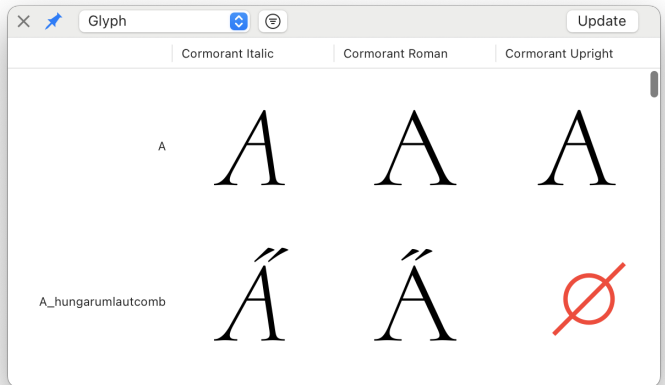 Glyph Update
Cormorant Italic Cormorant Roman Cormorant Upright
A A A A
A_hungarumlautcomb A̋ A̋